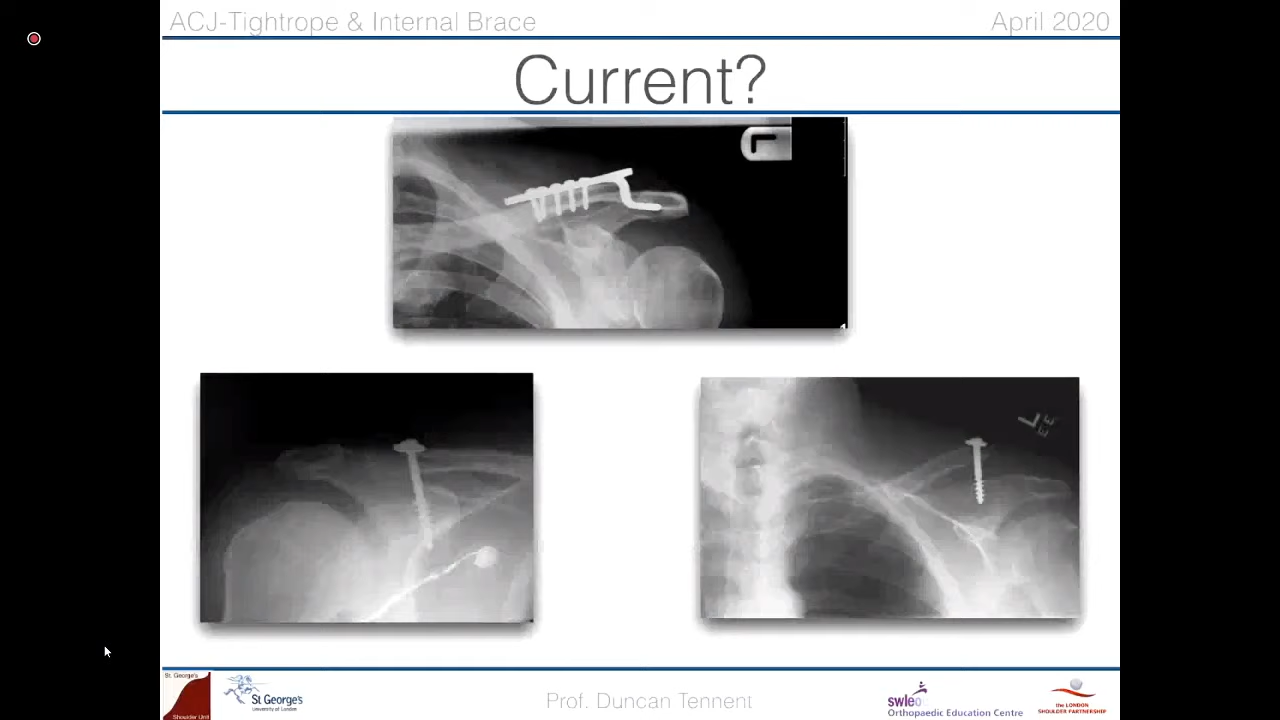 ACJ-Tightrope & Internal Brace
April 2020
Current?
L
St. George's
Shoulder Unit
St George's
University of London
Prof. Duncan Tennent
swleo
Orthopaedic Education Centre
the LONDON
SHOULDER PARTNERSHIP